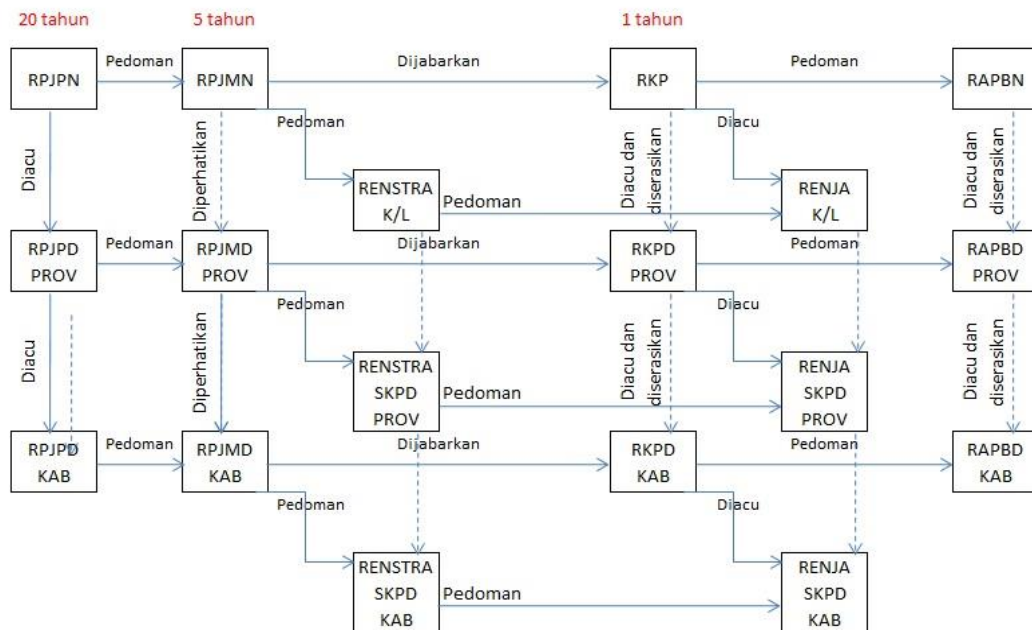 20 tahun
5 tahun
1 tahun
RPJPN
Pedoman
RPJMN
Dijabarkan
RKP
Pedoman
RAPBN
Diacu
Diperhatikan
Pedoman
Diacu dan
diserasikan
Diacu
Diacu dan
diserasikan
RENSTRA
K/L
Pedoman
RENJA
K/L
RPJPD
PROV
Pedoman
RPJMD
PROV
Dijabarkan
RKPD
PROV
Pedoman
RAPBD
PROV
Diacu
Diperhatikan
Pedoman
Diacu dan
diserasikan
Diacu
Diacu dan
diserasikan
RENSTRA
SKPD
PROV
Pedoman
RENJA
SKPD
PROV
RPJPD
KAB
Pedoman
RPJMD
KAB
Dijabarkan
RKPD
KAB
Pedoman
RAPBD
KAB
Pedoman
Diacu
RENSTRA
SKPD
KAB
Pedoman
RENJA
SKPD
KAB